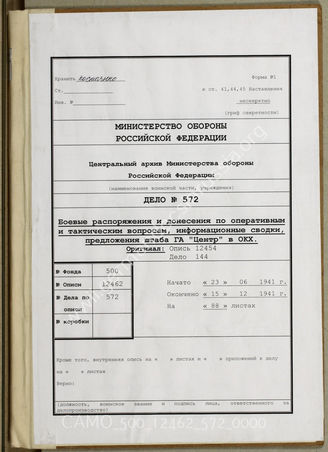 Хранить постоянно
Форма №1
Ст.
к ст. 41,44,45 Наставления
Инв. №
несекретно
(гриф секретности)
МИНИСТЕРСТВО ОБОРОНЫ
РОССИЙСКОЙ ФЕДЕРАЦИИ
Центральный архив Министерства обороны
Российской Федерации
(наименование воинской части, учреждения)
ДЕЛО № 572
Боевые распоряжения и донесения по оперативным
и тактическим вопросам, информационные сводки,
предложения штаба ГА "Центр" в ОКХ.
Оригинал: Опись 12454
Дело 144
№ Фонда 500
№ Описи 12462
№ Дела по описи 572
№ коробки
Начато « 23 » 06 1941 г.
Окончено « 15 » 12 1941 г.
На « 88 » листах
Кроме того, внутренняя опись на « » листах и « » приложений к делу
на « » листах
Верно:
(должность, воинское звание и подпись лица, ответственного за
делопроизводство)
CAMO_500_12462_572_0000